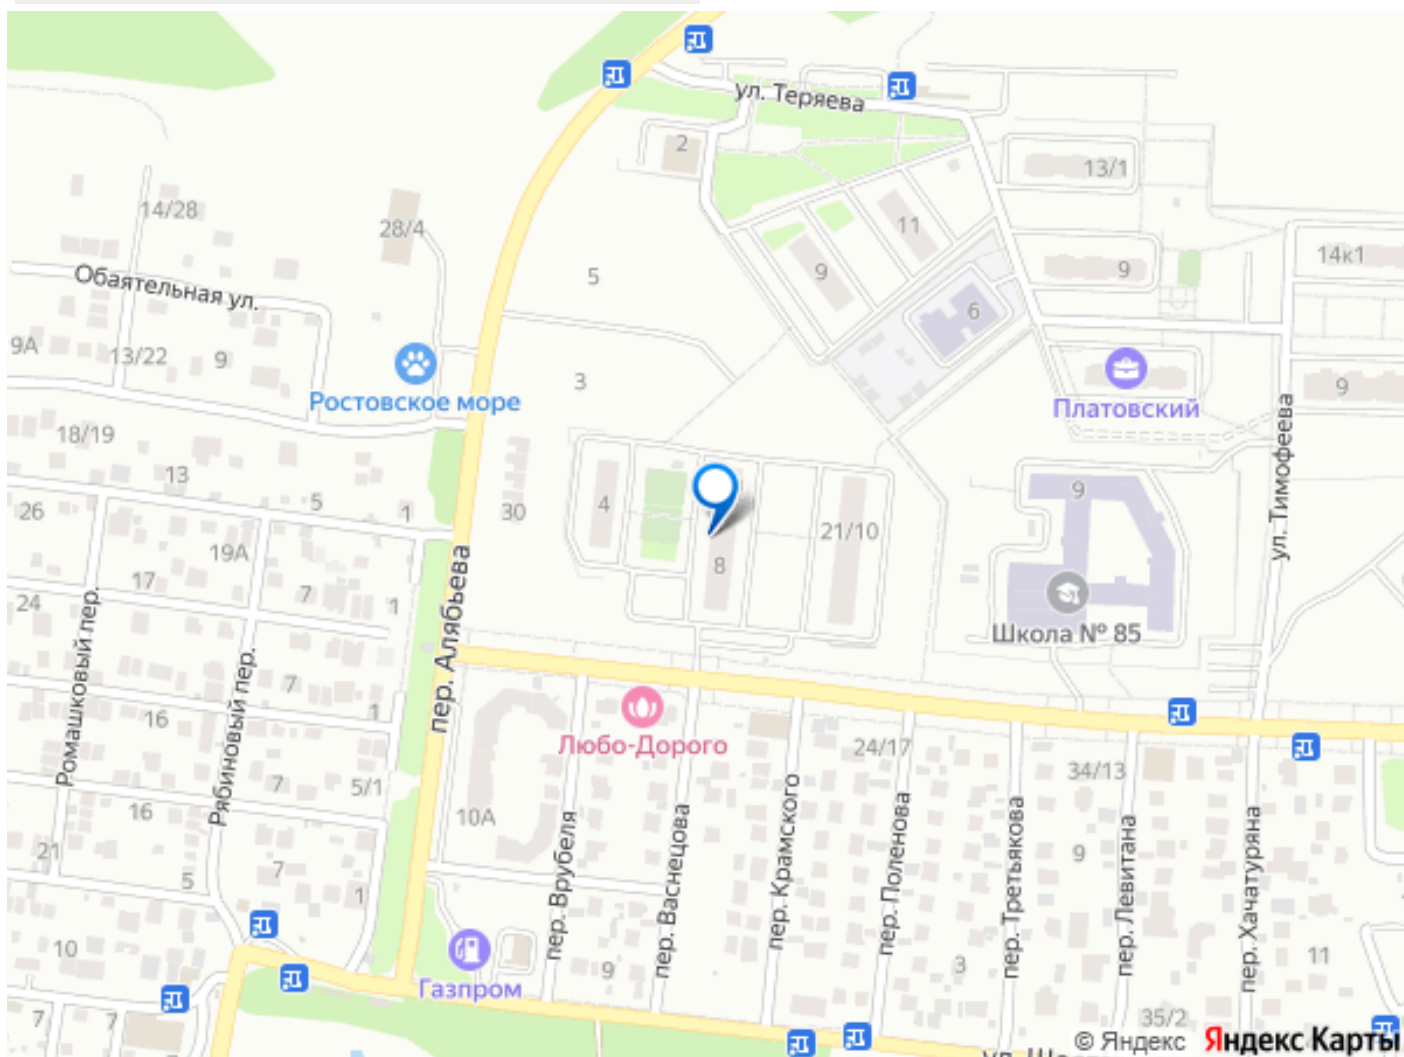 ул. Теряева
2
13/1
14/28
28/4
11
14к1
5
9
9
Обаятельная ул.
6
9А
13/22
9
3
Ростовское море
Платовский
9
18/19
13
5
1
26
4
30
8
21/10
9
ул. Тимофеева
19А
17
7
1
24
Школа № 85
пер. Алябьева
Ромашковый пер.
Рябиновый пер.
7
16
1
Любо-Дорого
24/17
34/13
7
5/1
16
10А
21
7
5
1
9
пер. Врубеля
пер. Васнецова
пер. Крамского
пер. Поленова
пер. Третьякова
пер. Левитана
пер. Хачатуряна
10
Газпром
9
3
11
7
7
35/2
© Яндекс
Яндекс Карты